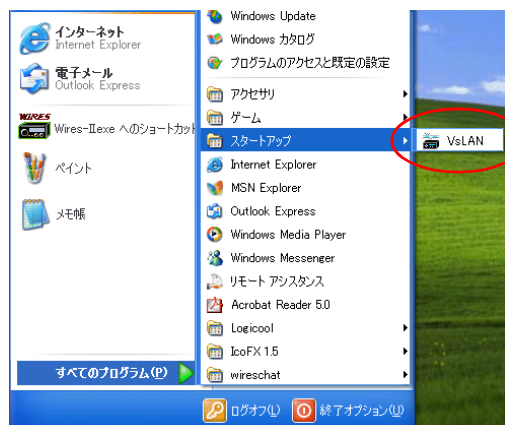 インターネット
Internet Explorer
電子メール
Outlook Express
WIRES
Wires-IIexe へのショートカット
ペイント
メモ帳
すべてのプログラム(P)
Windows Update
Windows カタログ
プログラムのアクセスと既定の設定
アクセサリ
ゲーム
スタートアップ
Internet Explorer
MSN Explorer
Outlook Express
Windows Media Player
Windows Messenger
リモート アシスタンス
Acrobat Reader 5.0
Logicool
IcoFX 1.5
wireschat
VsLAN
ログオフ(L)
終了オプション(U)